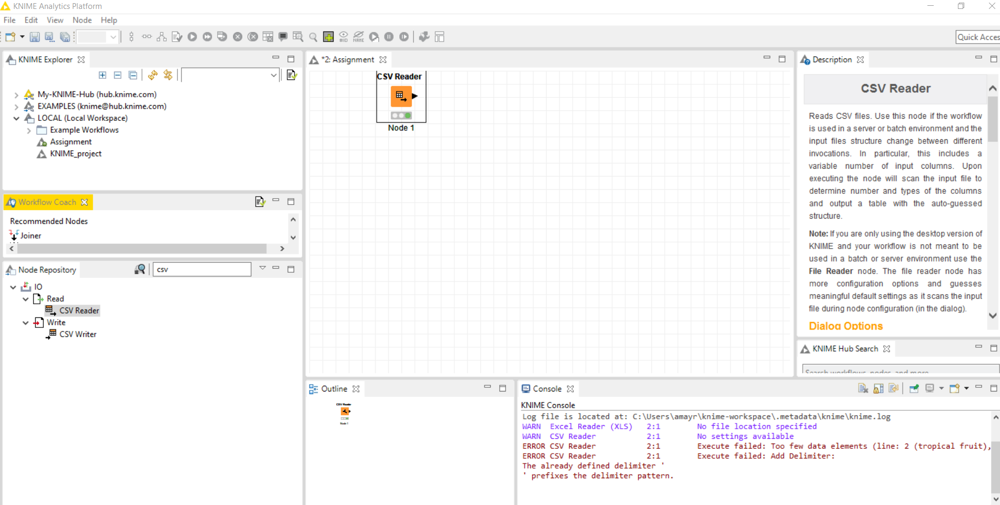 KNIME Analytics Platform
File Edit View Node Help
#ID NAME Quick Acces
KNIME Explorer
My-KNIME-Hub (hub.knime.com)
EXAMPLES (knime@hub.knime.com)
LOCAL (Local Workspace)
Example Workflows
Assignment
KNIME_project
Workflow Coach
Recommended Nodes
Joiner
Node Repository
csv
IO
Read
CSV Reader
Write
CSV Writer
*2: Assignment
CSV Reader
Node 1
Description
CSV Reader
Reads CSV files. Use this node if the workflow
is used in a server or batch environment and the
input files structure change between different
invocations. In particular, this includes a
variable number of input columns. Upon
executing the node will scan the input file to
determine number and types of the columns
and output a table with the auto-guessed
structure.
Note: If you are only using the desktop version of
KNIME and your workflow is not meant to be
used in a batch or server environment use the
File Reader node. The file reader node has
more configuration options and guesses
meaningful default settings as it scans the input
file during node configuration (in the dialog).
Dialog Options
KNIME Hub Search
Search workflows, nodes, and more
Outline
CSV Reader
Node 1
Console
KNIME Console
Log file is located at: C:\Users\amayr\knime-workspace\.metadata\knime\knime.log
WARN Excel Reader (XLS) 2:1 No file location specified
WARN CSV Reader 2:1 No settings available
ERROR CSV Reader 2:1 Execute failed: Too few data elements (line: 2 (tropical fruit),
ERROR CSV Reader 2:1 Execute failed: Add Delimiter:
The already defined delimiter '
' prefixes the delimiter pattern.